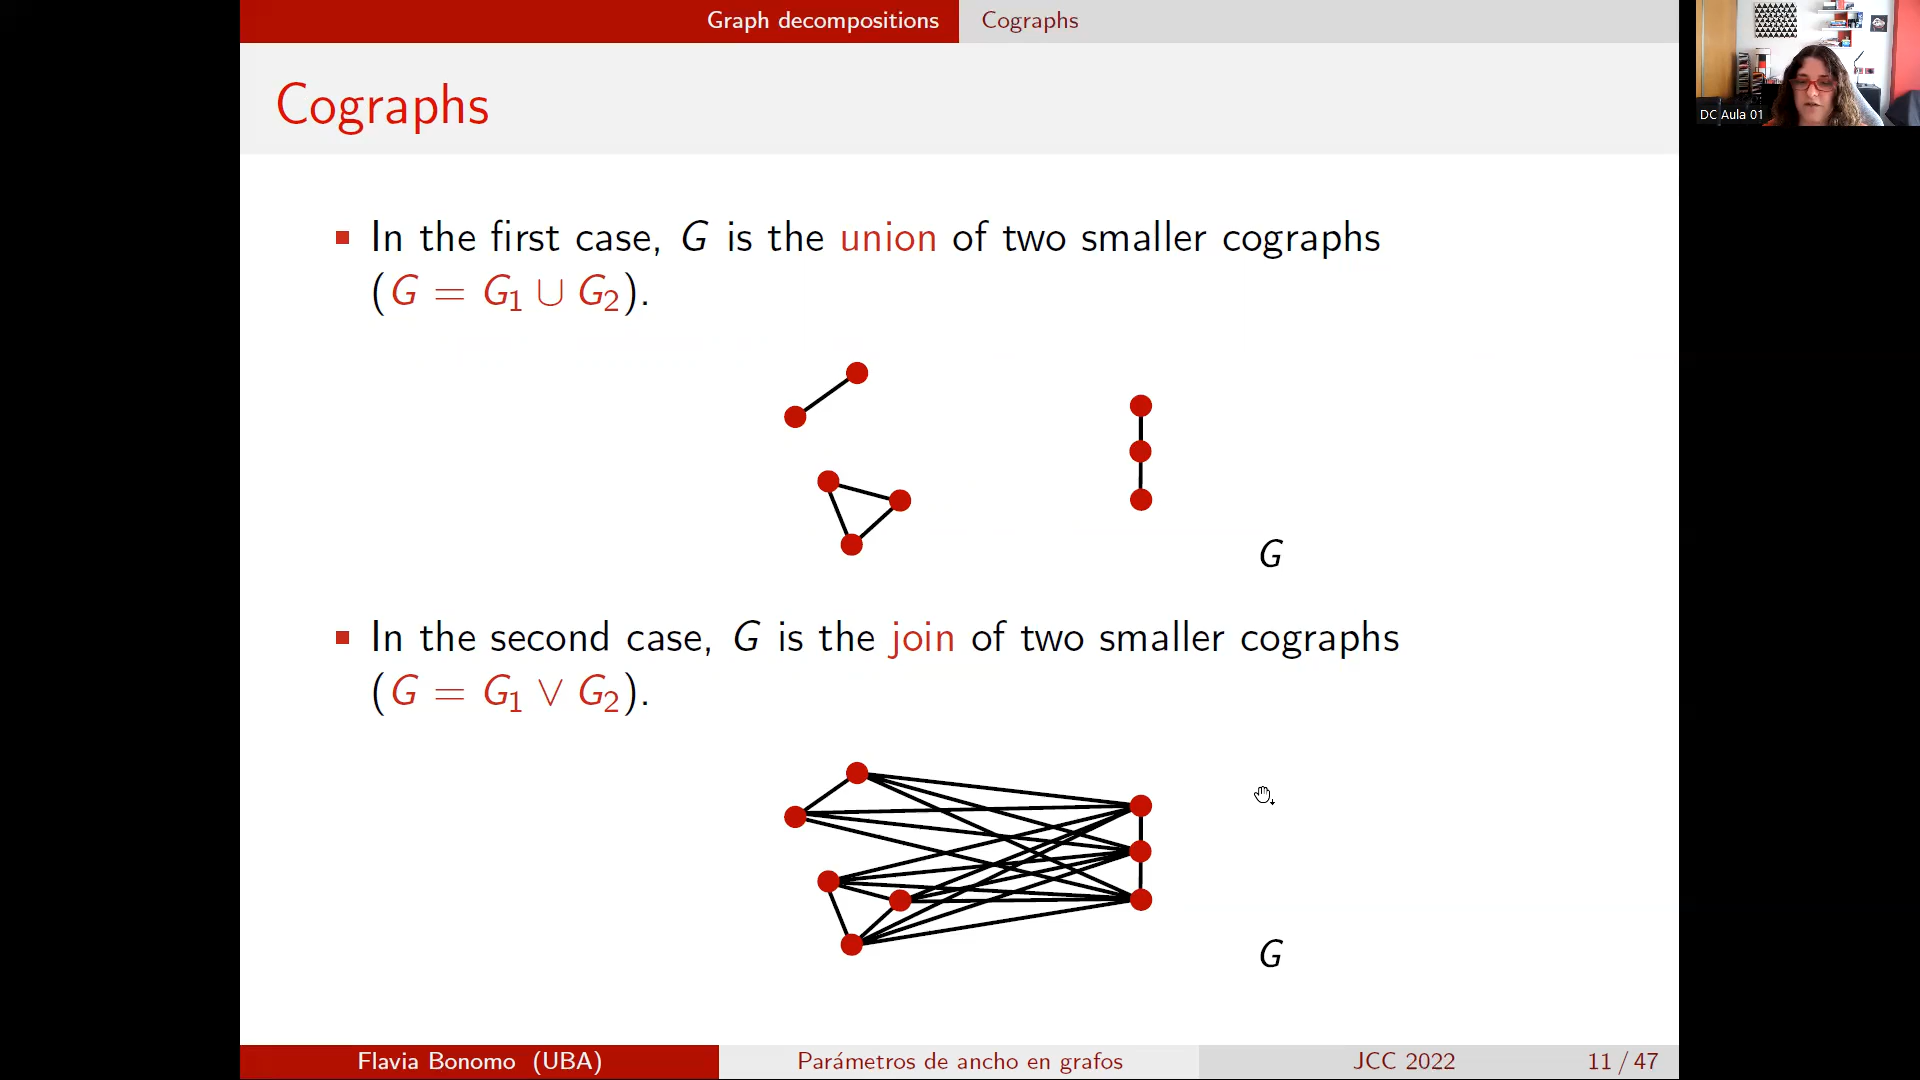 Graph decompositions Cographs
DC Aula 01
Cographs
In the first case, G is the union of two smaller cographs
(G = G₁ ∪ G₂).
G
In the second case, G is the join of two smaller cographs
(G = G₁ ∨ G₂).
G
Flavia Bonomo (UBA) Parámetros de ancho en grafos JCC 2022 11 / 47